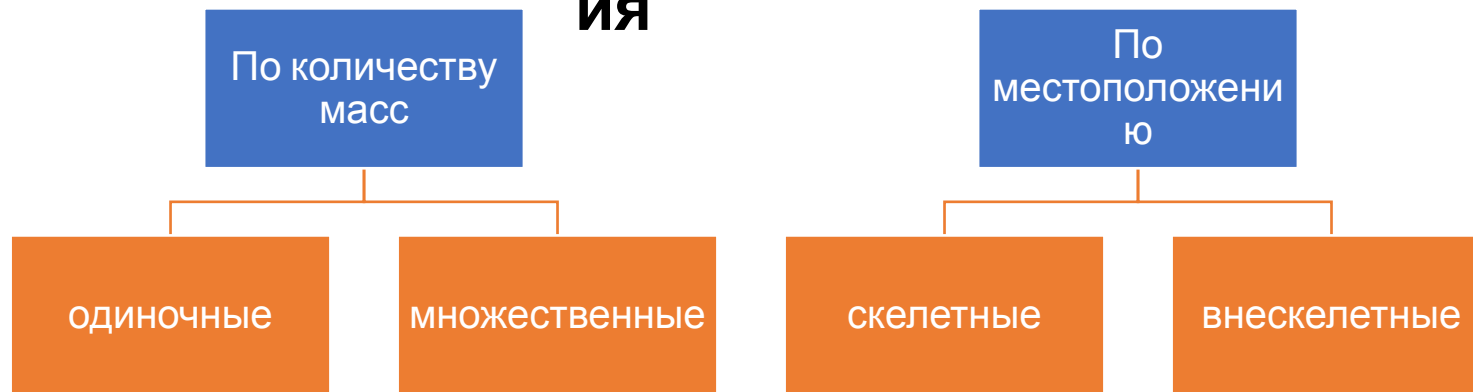 ия
По количеству
масс
По
местоположени
ю
одиночные
множественные
скелетные
внескелетные